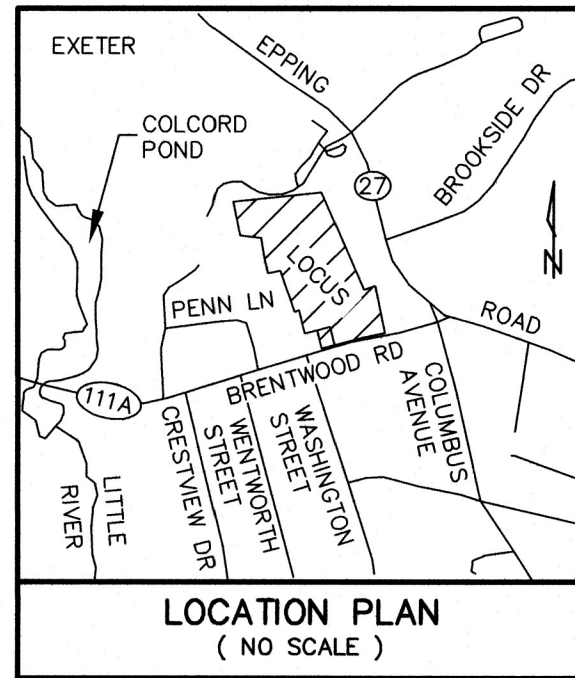 EXETER
EPPING
BROOKSIDE DR
COLCORD
POND
27
N
LOCUS
PENN LN
ROAD
BRENTWOOD RD
111A
COLUMBUS
AVENUE
CRESTVIEW DR
WENTWORTH
STREET
WASHINGTON
STREET
LITTLE
RIVER
LOCATION PLAN
( NO SCALE )